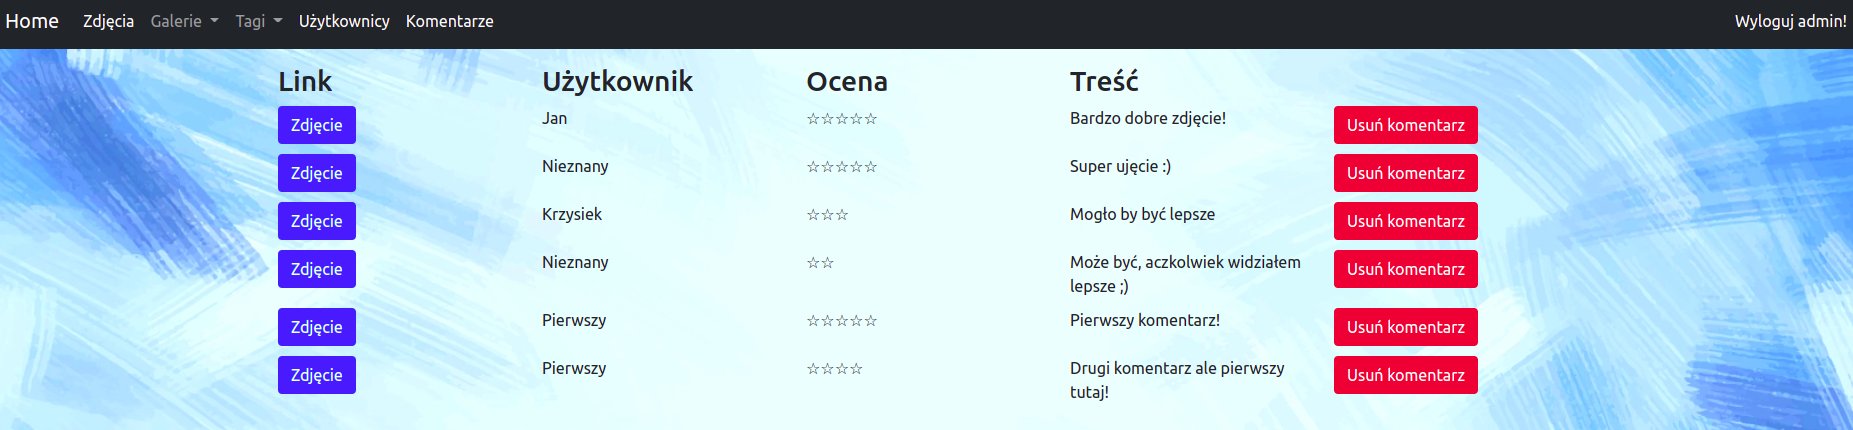 Home Zdjęcia Galerie Tagi Użytkownicy Komentarze Wyloguj admin!
Link Użytkownik Ocena Treść
Zdjęcie Jan ☆☆☆☆☆ Bardzo dobre zdjęcie! Usuń komentarz
Zdjęcie Nieznany ☆☆☆☆☆ Super ujęcie :) Usuń komentarz
Zdjęcie Krzysiek ☆☆☆ Mogło by być lepsze Usuń komentarz
Zdjęcie Nieznany ☆☆ Może być, aczkolwiek widziałem Usuń komentarz
lepsze ;)
Zdjęcie Pierwszy ☆☆☆☆☆ Pierwszy komentarz! Usuń komentarz
Zdjęcie Pierwszy ☆☆☆☆ Drugi komentarz ale pierwszy Usuń komentarz
tutaj!